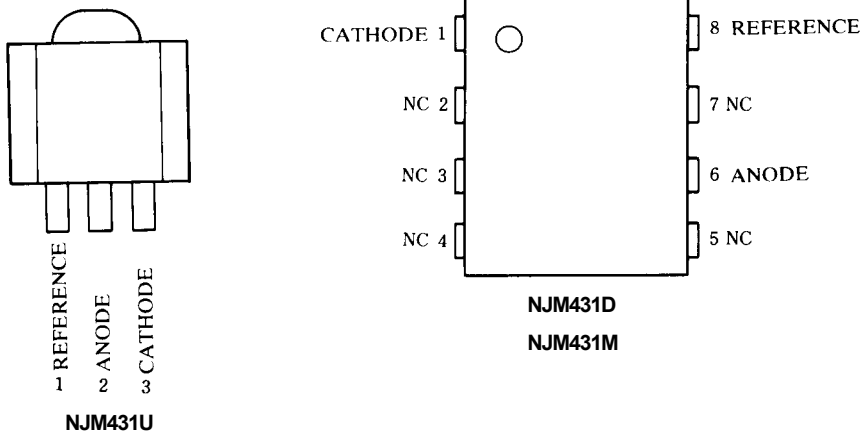 CATHODE 1
8 REFERENCE
NC 2
7 NC
NC 3
6 ANODE
NC 4
5 NC
1 REFERENCE
2 ANODE
3 CATHODE
NJM431D
NJM431M
NJM431U